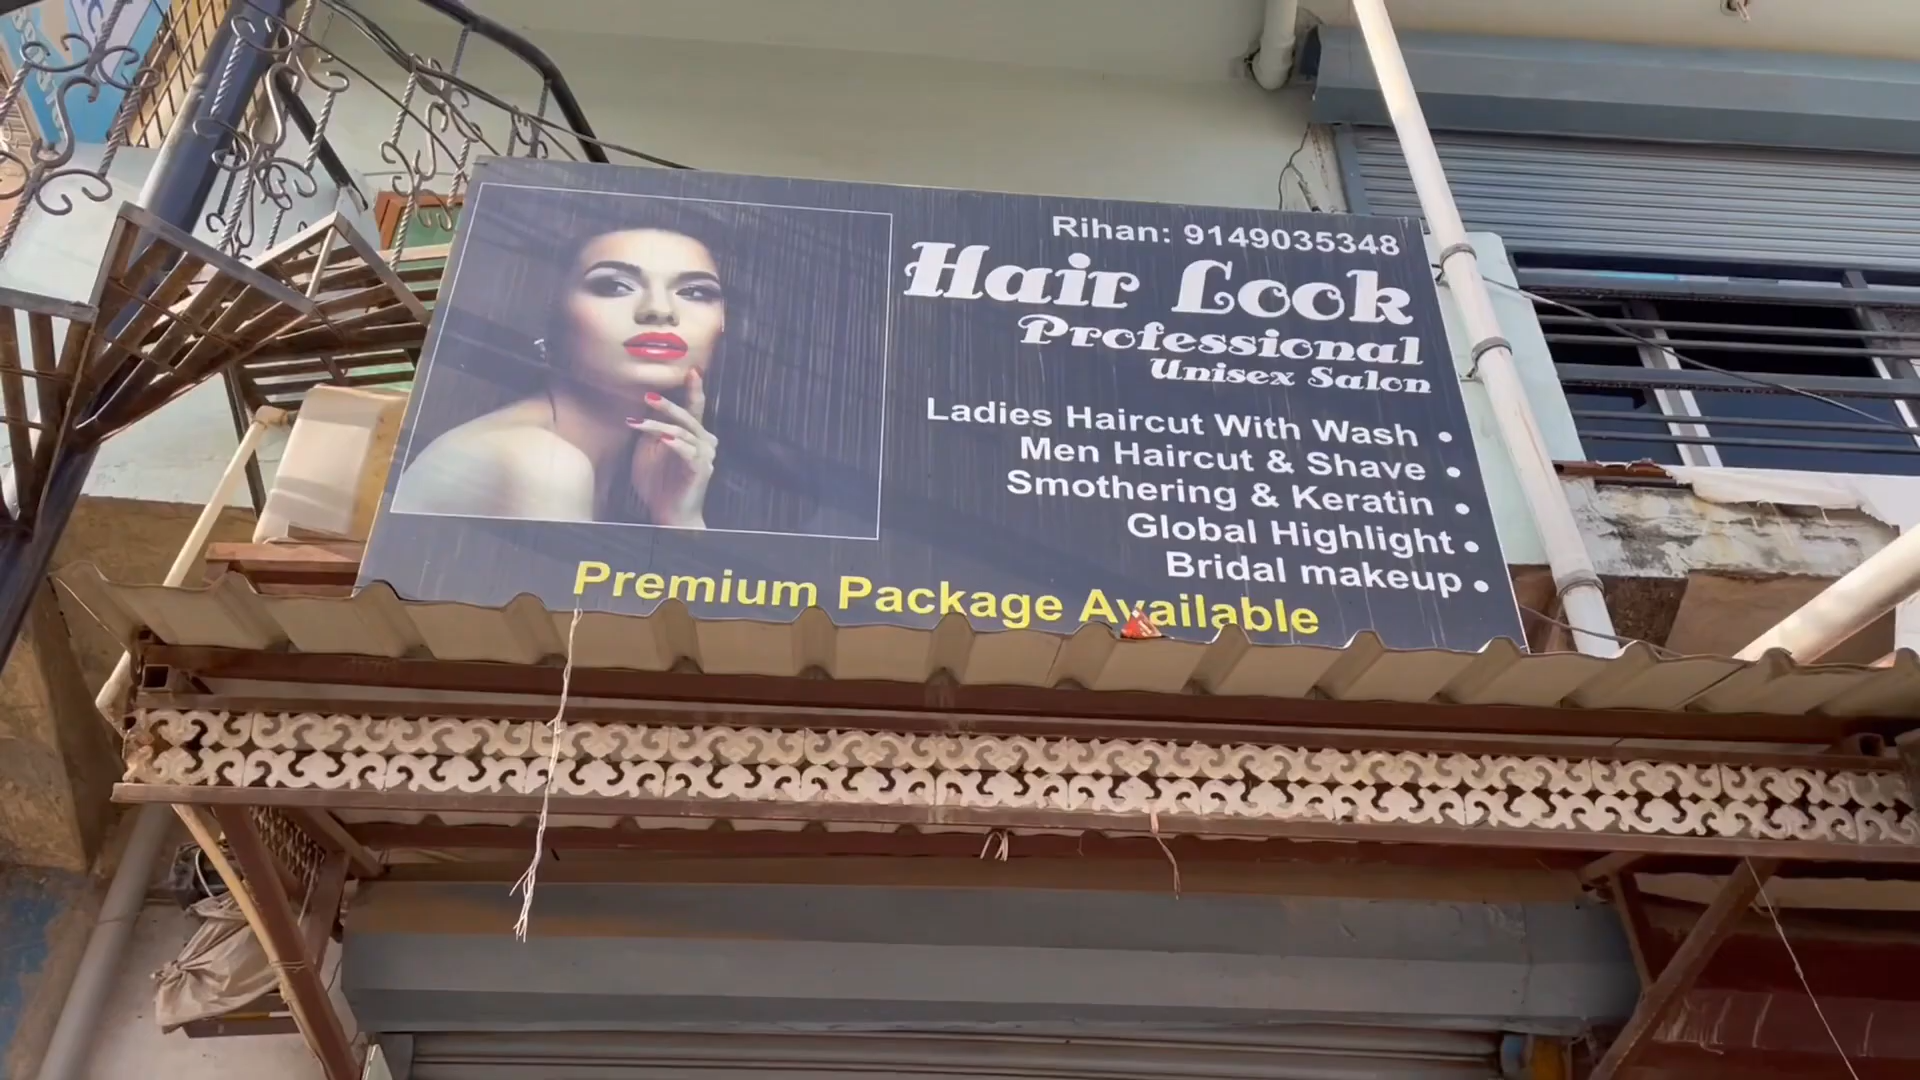 Rihan: 9149035348
Hair Look
Professional
Unisex Salon
Ladies Haircut With Wash •
Men Haircut & Shave •
Smothering & Keratin •
Global Highlight •
Bridal makeup •
Premium Package Available